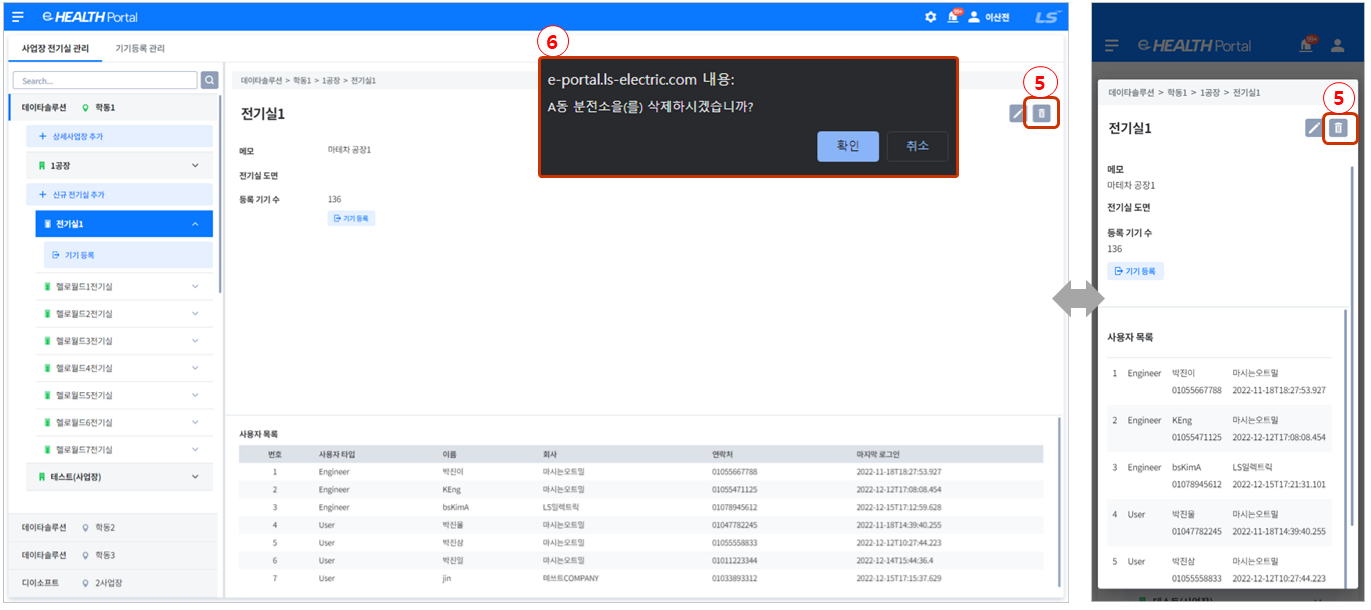 e-HEALTH Portal
99+
이산전
LS
사업장 전기실 관리 기기등록 관리
Search...
데이타솔루션 학동1
+ 상세사업장 추가
1공장
+ 신규 전기실 추가
전기실1
기기 등록
헬로월드1전기실
헬로월드2전기실
헬로월드3전기실
헬로월드4전기실
헬로월드5전기실
헬로월드6전기실
헬로월드7전기실
테스트(사업장)
데이타솔루션 학동2
데이타솔루션 학동3
디이소프트 2사업장
데이타솔루션 > 학동1 > 1공장 > 전기실1
전기실1
5
메모 마테차 공장1
전기실 도면
등록 기기 수 136
기기 등록
6
e-portal.ls-electric.com 내용:
A동 분전소을(를) 삭제하시겠습니까?
확인 취소
사용자 목록
번호 사용자 타입 이름 회사 연락처 마지막 로그인
1 Engineer 박진이 마시는오트밀 01055667788 2022-11-18T18:27:53.927
2 Engineer KEng 마시는오트밀 01055471125 2022-12-12T17:08:08.454
3 Engineer bsKimA LS일렉트릭 01078945612 2022-12-15T17:12:59.628
4 User 박진울 마시는오트밀 01047782245 2022-11-18T14:39:40.255
5 User 박진삼 마시는오트밀 01055558833 2022-12-12T10:27:44.223
6 User 박진일 마시는오트밀 01011223344 2022-12-14T15:44:36.4
7 User jin 떼쓰트COMPANY 01033893312 2022-12-15T17:15:37.629
e-HEALTH Portal
99+
데이타솔루션 > 학동1 > 1공장 > 전기실1
5
전기실1
메모
마테차 공장1
전기실 도면
등록 기기 수
136
기기 등록
사용자 목록
1 Engineer 박진이 마시는오트밀
01055667788 2022-11-18T18:27:53.927
2 Engineer KEng 마시는오트밀
01055471125 2022-12-12T17:08:08.454
3 Engineer bsKimA LS일렉트릭
01078945612 2022-12-15T17:21:31.101
4 User 박진울 마시는오트밀
01047782245 2022-11-18T14:39:40.255
5 User 박진삼 마시는오트밀
01055558833 2022-12-12T10:27:44.223
테스트(사업장)